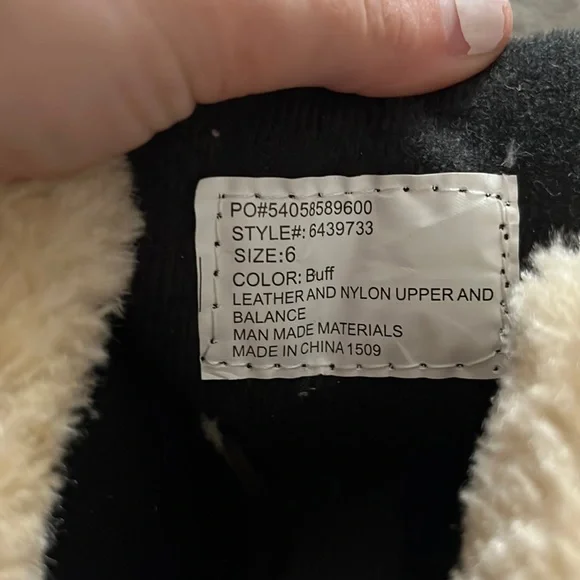 PO#54058589600
STYLE#: 6439733
SIZE:6
COLOR: Buff
LEATHER AND NYLON UPPER AND
BALANCE
MAN MADE MATERIALS
MADE IN CHINA 1509